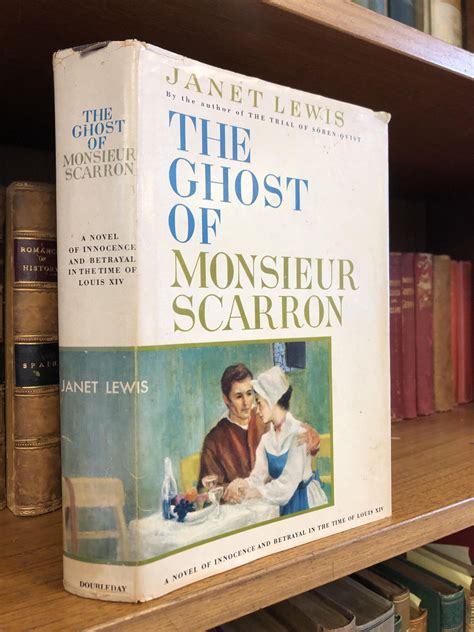 JANET LEWIS
By the author of THE TRIAL OF SÖREN QVIST
THE
GHOST
OF
MONSIEUR
SCARRON
A NOVEL OF INNOCENCE AND BETRAYAL IN THE TIME OF LOUIS XIV
THE
GHOST
OF
MONSIEUR
SCARRON
A NOVEL
OF INNOCENCE
AND BETRAYAL
IN THE TIME OF
LOUIS XIV
JANET LEWIS
DOUBLEDAY
ROMANCE
OF
HISTORY
SPAIN